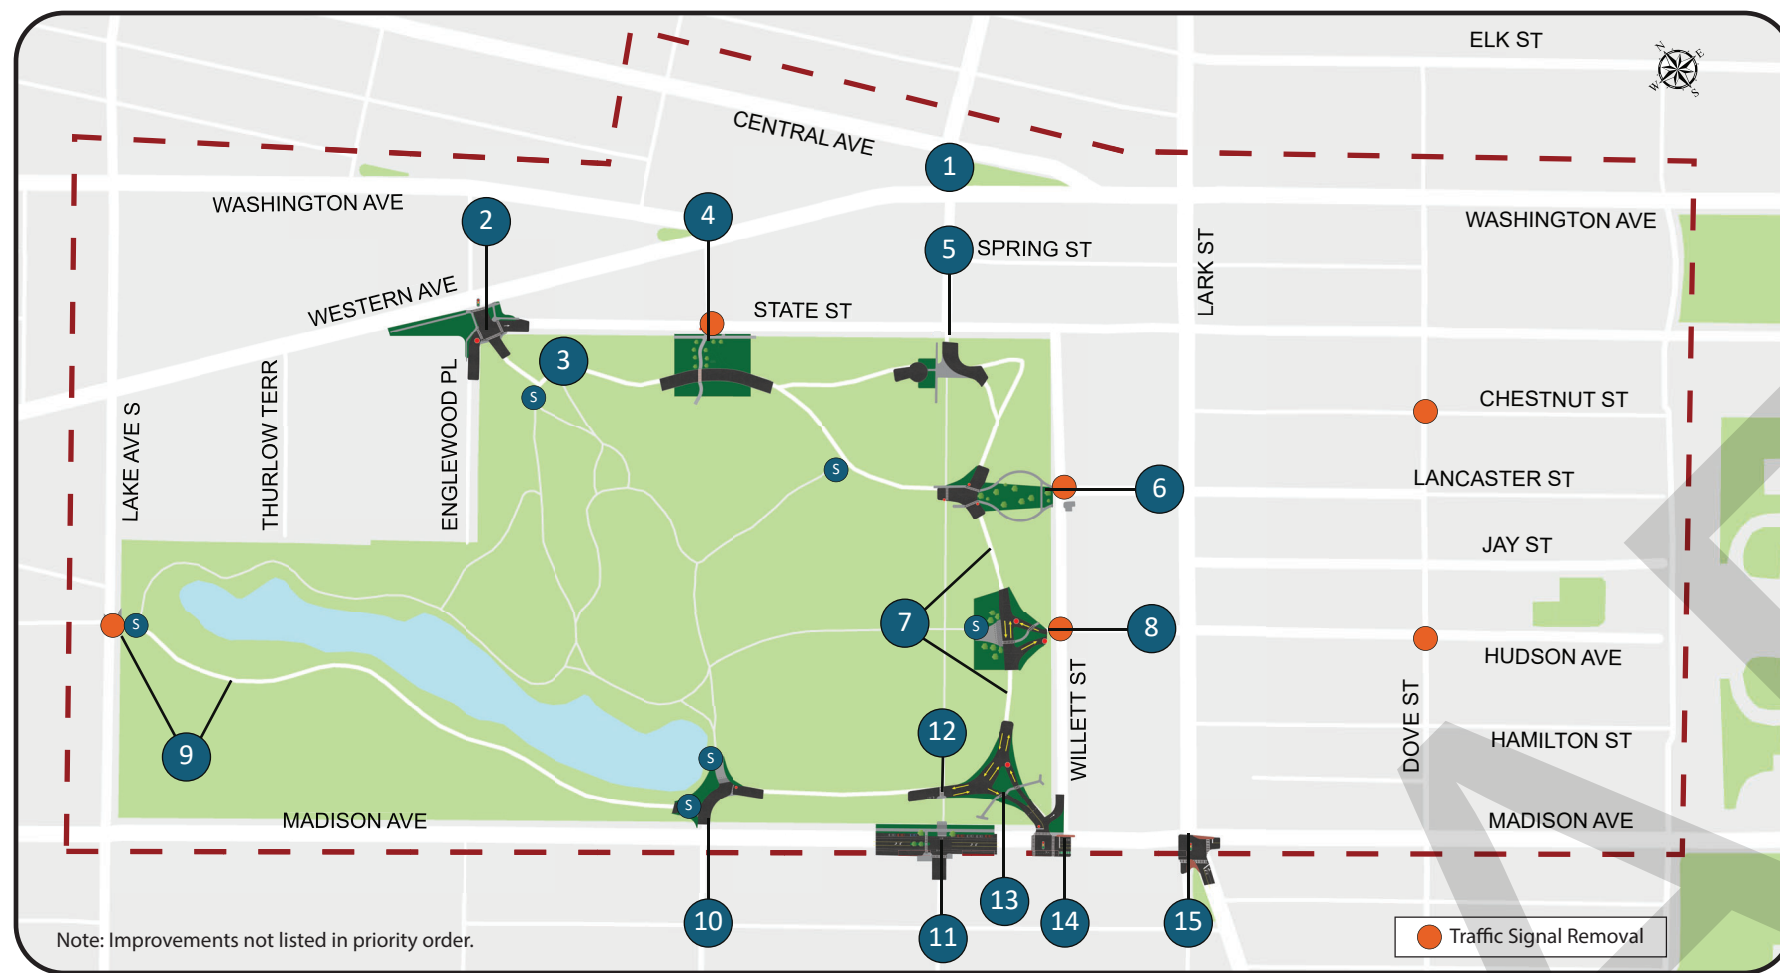 ELK ST
N
E
W
S
CENTRAL AVE
1
WASHINGTON AVE
2
4
WASHINGTON AVE
5
SPRING ST
LARK ST
WESTERN AVE
STATE ST
3
S
CHESTNUT ST
LAKE AVE S
THURLOW TERR
ENGLEWOOD PL
S
6
LANCASTER ST
JAY ST
S
7
S
8
HUDSON AVE
WILLETT ST
DOVE ST
9
12
S
HAMILTON ST
S
MADISON AVE
MADISON AVE
10
11
13
14
15
Note: Improvements not listed in priority order.
Traffic Signal Removal